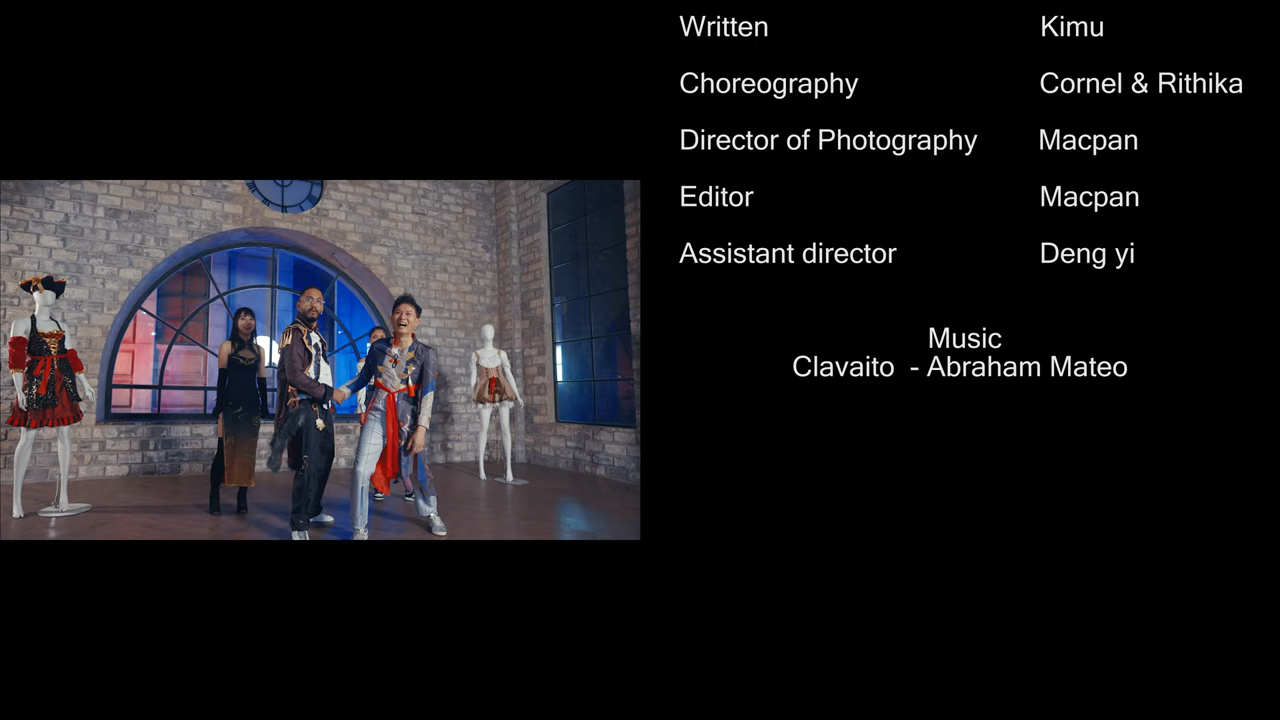 Written Kimu
Choreography Cornel & Rithika
Director of Photography Macpan
Editor Macpan
Assistant director Deng yi
Music
Clavaito - Abraham Mateo